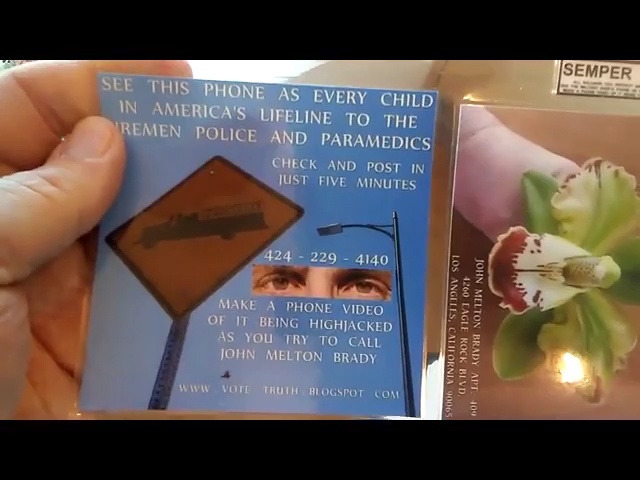 SEE THIS PHONE AS EVERY CHILD
IN AMERICA'S LIFELINE TO THE
IREMEN POLICE AND PARAMEDICS
CHECK AND POST IN
JUST FIVE MINUTES
424 - 229 - 4140
MAKE A PHONE VIDEO
OF IT BEING HIGHJACKED
AS YOU TRY TO CALL
JOHN MELTON BRADY
WWW. VOTE TRUTH.BLOGSPOT.COM
SEMPER
JOHN MELTON BRADY APT. 409
4260 EAGLE ROCK BLVD.
LOS ANGELES, CALIFORNIA 90065